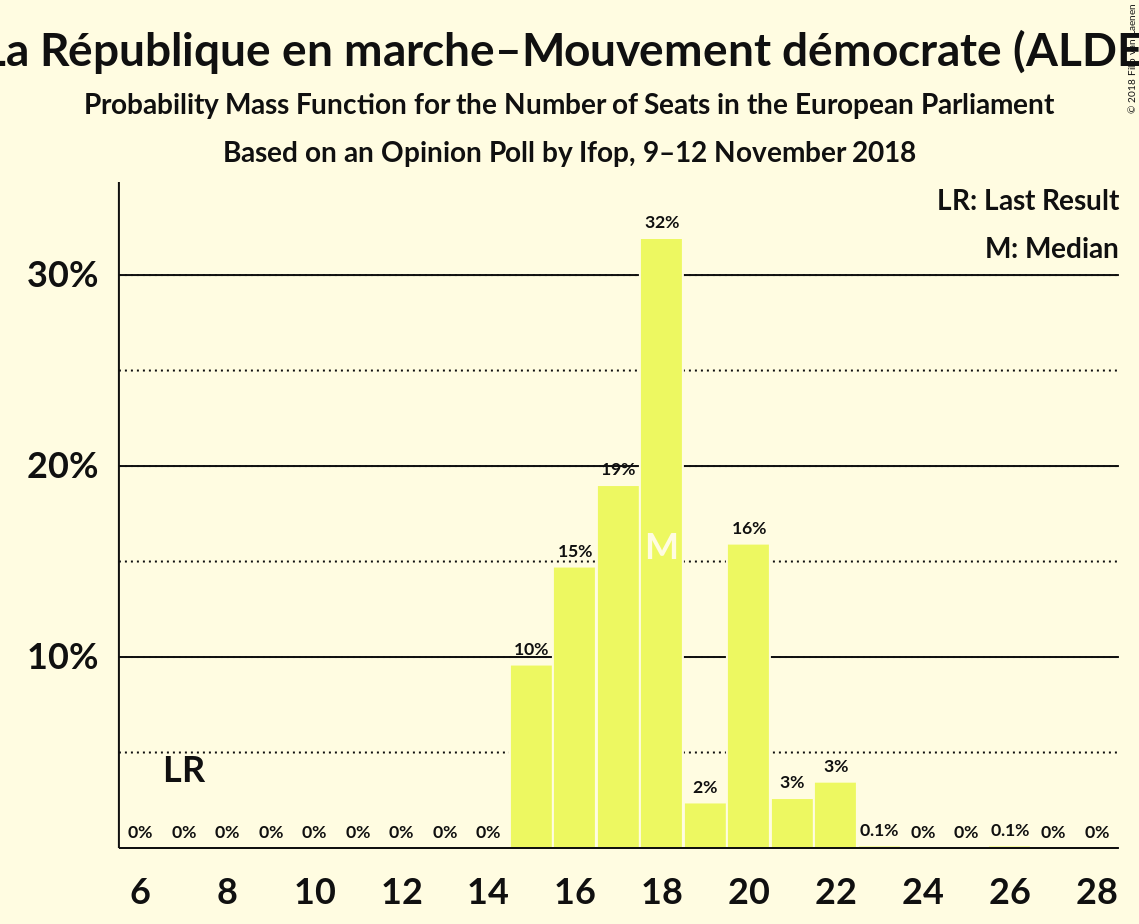 La République en marche–Mouvement démocrate (ALDE
Probability Mass Function for the Number of Seats in the European Parliament
Based on an Opinion Poll by Ifop, 9–12 November 2018
© 2018
LR: Last Result
M: Median
32%
30%
20%
19%
16%
M
15%
10%
10%
3%
LR
3%
2%
0% 0% 0% 0% 0% 0% 0% 0% 0% 0.1% 0% 0% 0.1% 0% 0%
6 8 10 12 14 16 18 20 22 24 26 28